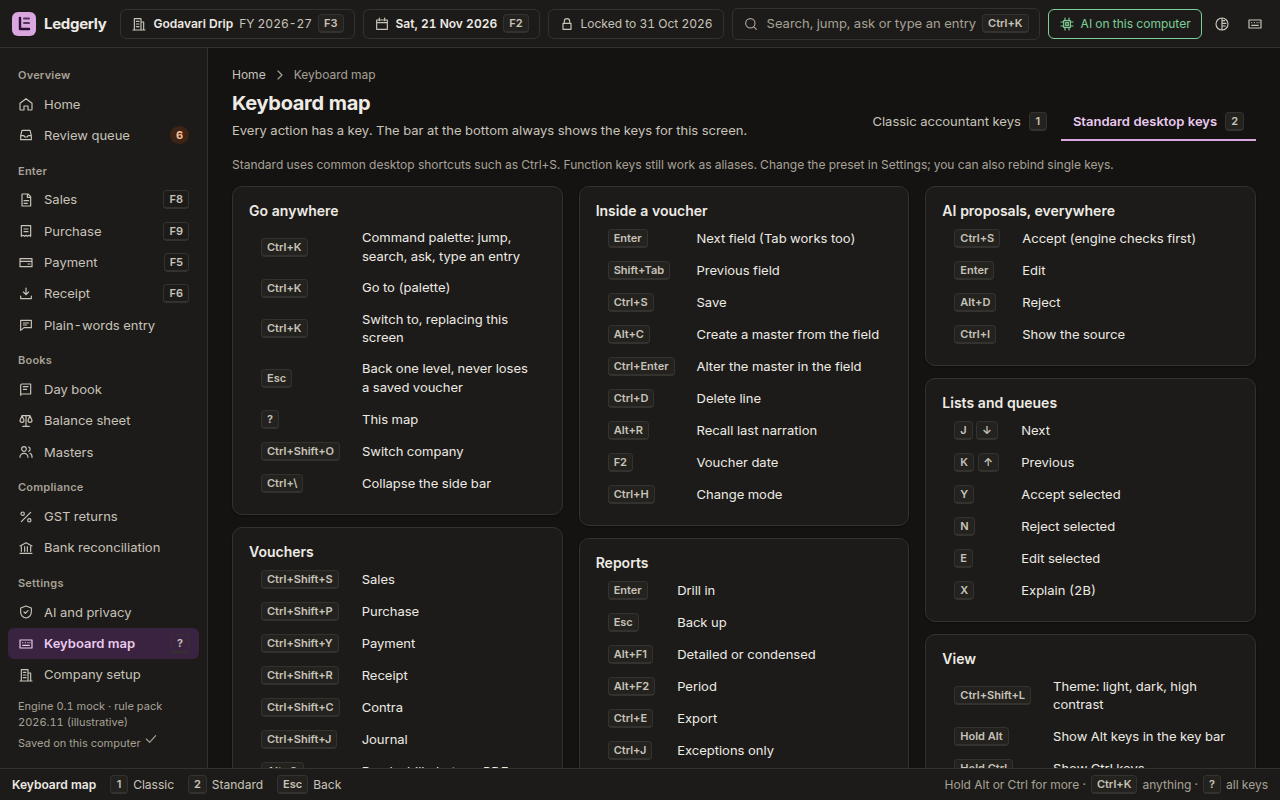 Ledgerly
Godavari Drip FY 2026-27 F3
Sat, 21 Nov 2026 F2
Locked to 31 Oct 2026
Search, jump, ask or type an entry Ctrl+K
AI on this computer
Overview
Home
Review queue 6
Enter
Sales F8
Purchase F9
Payment F5
Receipt F6
Plain-words entry
Books
Day book
Balance sheet
Masters
Compliance
GST returns
Bank reconciliation
Settings
AI and privacy
Keyboard map ?
Company setup
Engine 0.1 mock · rule pack
2026.11 (illustrative)
Saved on this computer
Home > Keyboard map
Keyboard map
Every action has a key. The bar at the bottom always shows the keys for this screen.
Classic accountant keys 1
Standard desktop keys 2
Standard uses common desktop shortcuts such as Ctrl+S. Function keys still work as aliases. Change the preset in Settings; you can also rebind single keys.
Go anywhere
Ctrl+K Command palette: jump,
search, ask, type an entry
Ctrl+K Go to (palette)
Ctrl+K Switch to, replacing this
screen
Esc Back one level, never loses
a saved voucher
? This map
Ctrl+Shift+O Switch company
Ctrl+\ Collapse the side bar
Vouchers
Ctrl+Shift+S Sales
Ctrl+Shift+P Purchase
Ctrl+Shift+Y Payment
Ctrl+Shift+R Receipt
Ctrl+Shift+C Contra
Ctrl+Shift+J Journal
Inside a voucher
Enter Next field (Tab works too)
Shift+Tab Previous field
Ctrl+S Save
Alt+C Create a master from the field
Ctrl+Enter Alter the master in the field
Ctrl+D Delete line
Alt+R Recall last narration
F2 Voucher date
Ctrl+H Change mode
Reports
Enter Drill in
Esc Back up
Alt+F1 Detailed or condensed
Alt+F2 Period
Ctrl+E Export
Ctrl+J Exceptions only
AI proposals, everywhere
Ctrl+S Accept (engine checks first)
Enter Edit
Alt+D Reject
Ctrl+I Show the source
Lists and queues
J ↓ Next
K ↑ Previous
Y Accept selected
N Reject selected
E Edit selected
X Explain (2B)
View
Ctrl+Shift+L Theme: light, dark, high
contrast
Hold Alt Show Alt keys in the key bar
Hold Ctrl Show Ctrl keys
Keyboard map 1 Classic 2 Standard Esc Back
Hold Alt or Ctrl for more · Ctrl+K anything · ? all keys